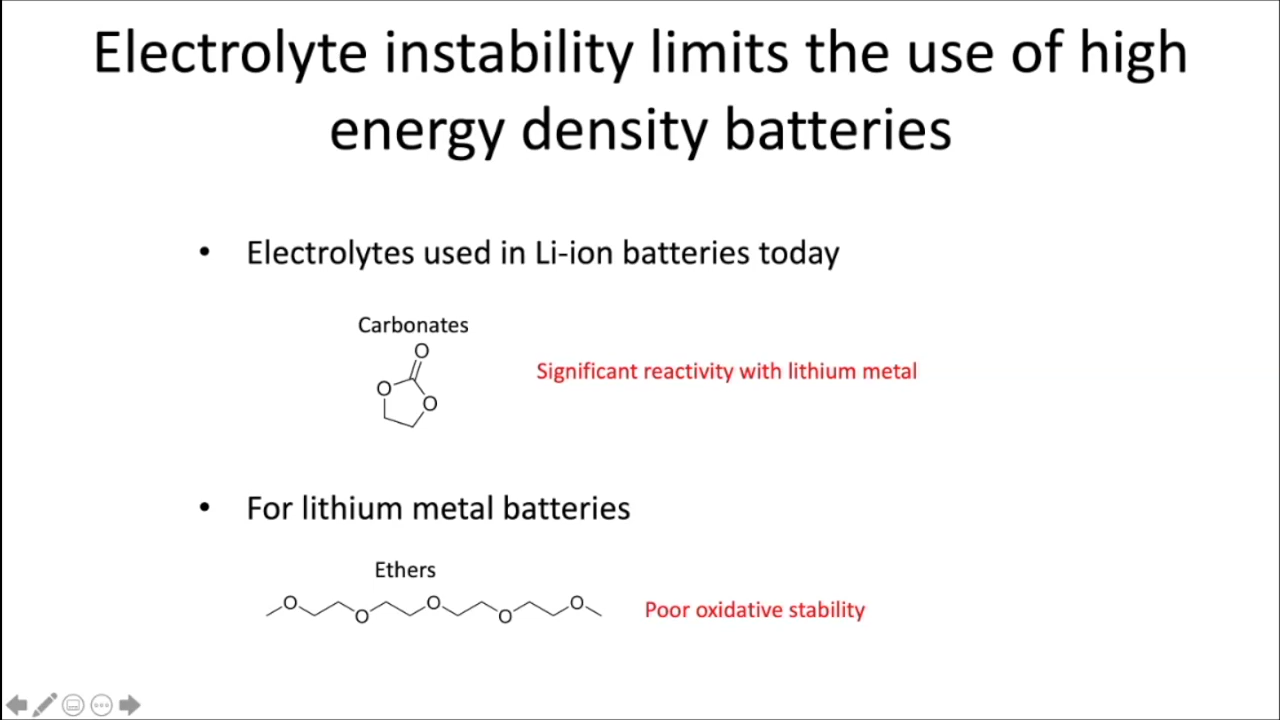 Electrolyte instability limits the use of high
energy density batteries
• Electrolytes used in Li-ion batteries today
Carbonates
O
O
O
Significant reactivity with lithium metal
• For lithium metal batteries
Ethers
O O O
O O
Poor oxidative stability